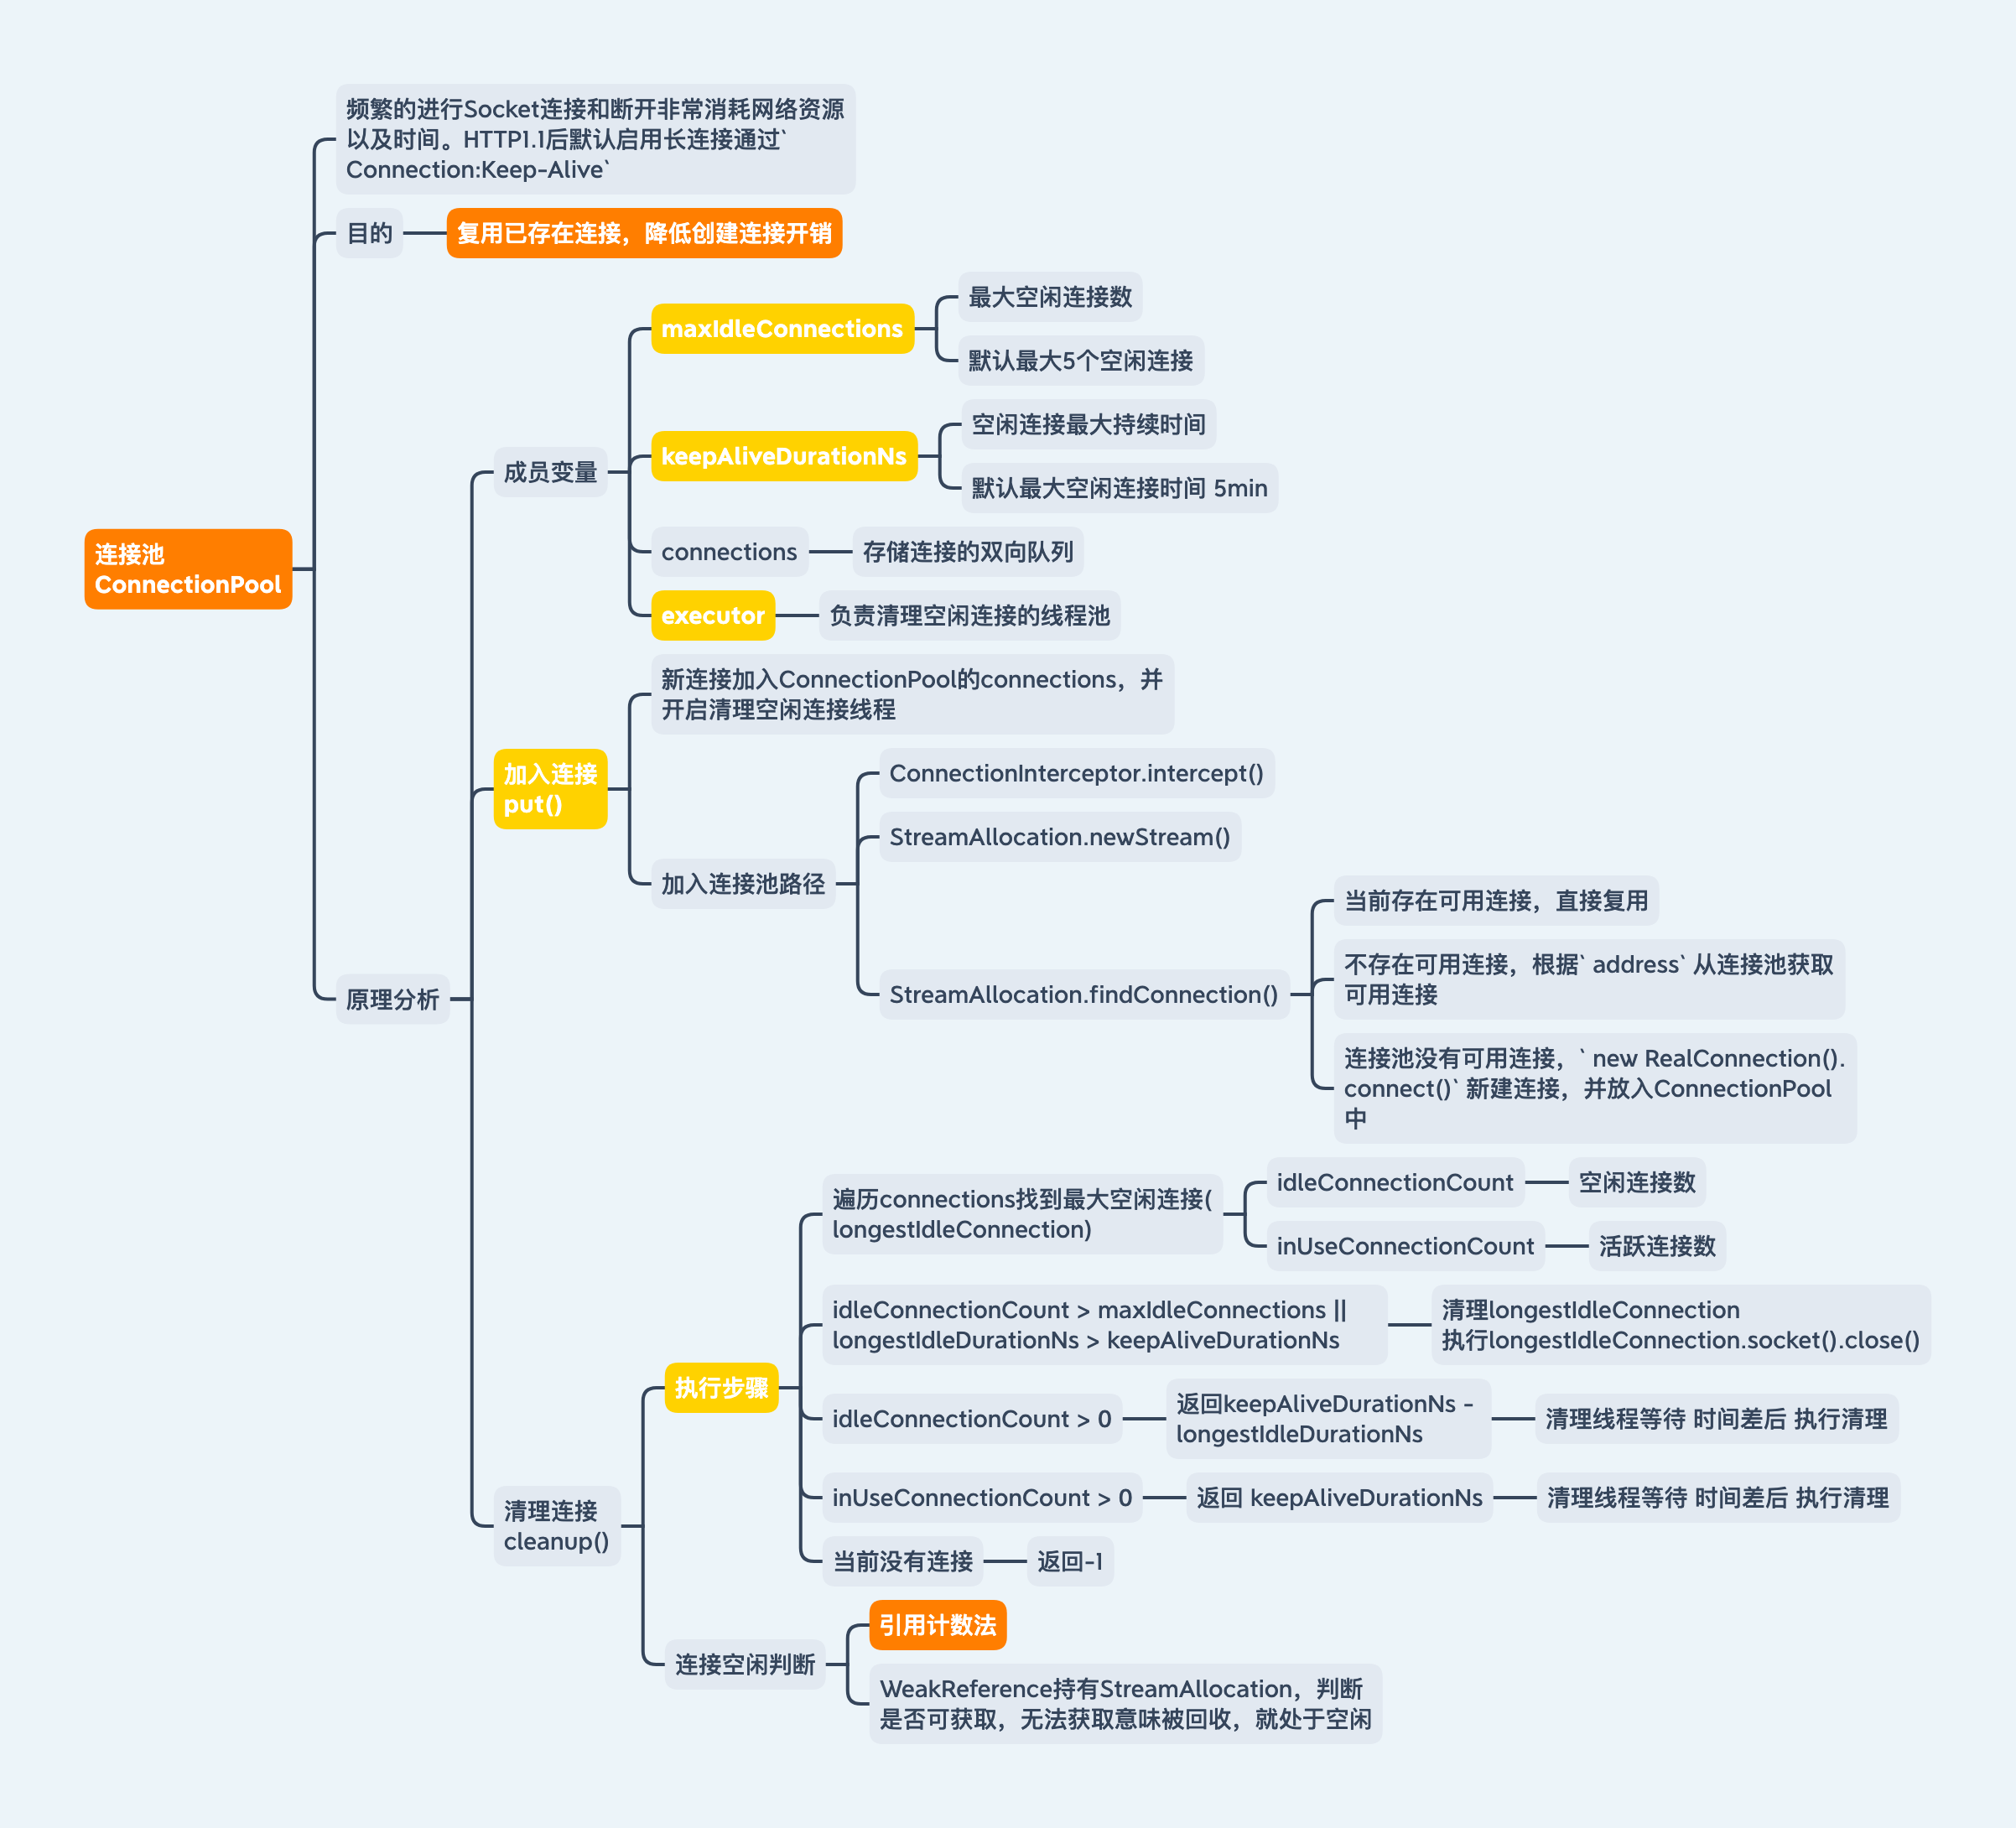 频繁的进行Socket连接和断开非常消耗网络资源
以及时间。HTTP1.1后默认启用长连接通过`
Connection:Keep-Alive`
目的
复用已存在连接，降低创建连接开销
连接池
ConnectionPool
原理分析
成员变量
maxIdleConnections
最大空闲连接数
默认最大5个空闲连接
keepAliveDurationNs
空闲连接最大持续时间
默认最大空闲连接时间 5min
connections
存储连接的双向队列
executor
负责清理空闲连接的线程池
加入连接
put()
新连接加入ConnectionPool的connections，并
开启清理空闲连接线程
加入连接池路径
ConnectionInterceptor.intercept()
StreamAllocation.newStream()
StreamAllocation.findConnection()
当前存在可用连接，直接复用
不存在可用连接，根据` address` 从连接池获取
可用连接
连接池没有可用连接，` new RealConnection().
connect()` 新建连接，并放入ConnectionPool
中
清理连接
cleanup()
执行步骤
遍历connections找到最大空闲连接(
longestIdleConnection)
idleConnectionCount
空闲连接数
inUseConnectionCount
活跃连接数
idleConnectionCount > maxIdleConnections ||
longestIdleDurationNs > keepAliveDurationNs
清理longestIdleConnection
执行longestIdleConnection.socket().close()
idleConnectionCount > 0
返回keepAliveDurationNs -
longestIdleDurationNs
清理线程等待 时间差后 执行清理
inUseConnectionCount > 0
返回 keepAliveDurationNs
清理线程等待 时间差后 执行清理
当前没有连接
返回-1
连接空闲判断
引用计数法
WeakReference持有StreamAllocation，判断
是否可获取，无法获取意味被回收，就处于空闲